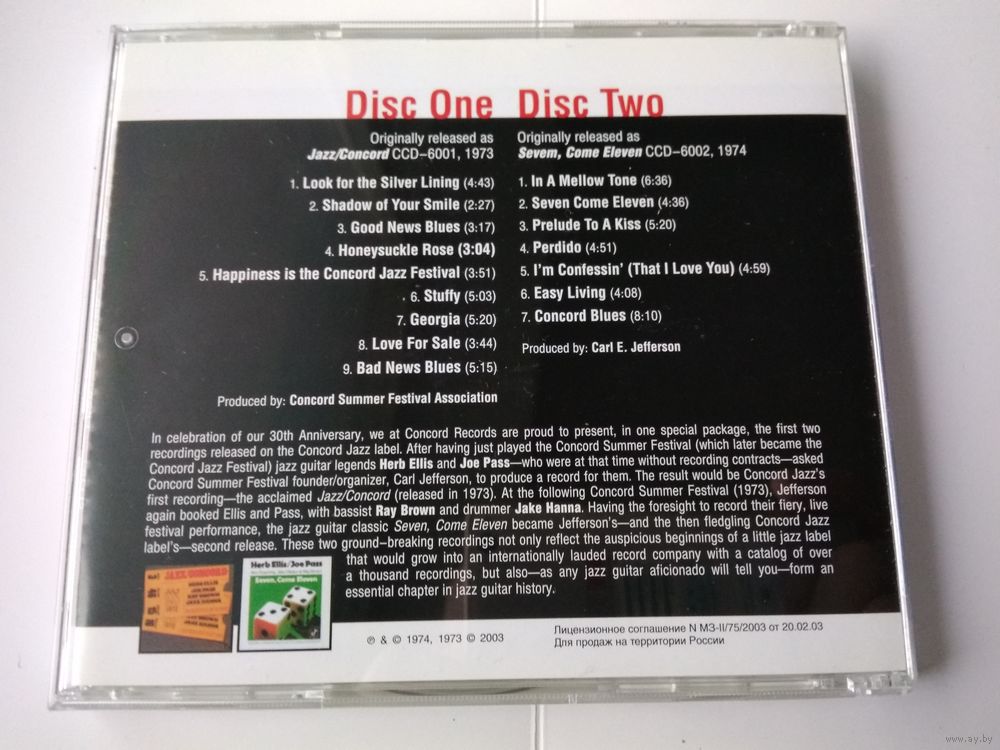 Disc One
Originally released as
Jazz/Concord CCD–6001, 1973
1. Look for the Silver Lining (4:43)
2. Shadow of Your Smile (2:27)
3. Good News Blues (3:17)
4. Honeysuckle Rose (3:04)
5. Happiness is the Concord Jazz Festival (3:51)
6. Stuffy (5:03)
7. Georgia (5:20)
8. Love For Sale (3:44)
9. Bad News Blues (5:15)
Produced by: Concord Summer Festival Association
Disc Two
Originally released as
Sevem, Come Eleven CCD–6002, 1974
1. In A Mellow Tone (6:36)
2. Seven Come Eleven (4:36)
3. Prelude To A Kiss (5:20)
4. Perdido (4:51)
5. I'm Confessin' (That I Love You) (4:59)
6. Easy Living (4:08)
7. Concord Blues (8:10)
Produced by: Carl E. Jefferson
In celebration of our 30th Anniversary, we at Concord Records are proud to present, in one special package, the first two
recordings released on the Concord Jazz label. After having just played the Concord Summer Festival (which later became the
Concord Jazz Festival) jazz guitar legends Herb Ellis and Joe Pass—who were at that time without recording contracts—asked
Concord Summer Festival founder/organizer, Carl Jefferson, to produce a record for them. The result would be Concord Jazz's
first recording—the acclaimed Jazz/Concord (released in 1973). At the following Concord Summer Festival (1973), Jefferson
again booked Ellis and Pass, with bassist Ray Brown and drummer Jake Hanna. Having the foresight to record their fiery, live
festival performance, the jazz guitar classic Seven, Come Eleven became Jefferson's—and the then fledgling Concord Jazz
label's—second release. These two ground–breaking recordings not only reflect the auspicious beginnings of a little jazz label
that would grow into an internationally lauded record company with a catalog of over
a thousand recordings, but also—as any jazz guitar aficionado will tell you—form an
essential chapter in jazz guitar history.
JAZZ/CONCORD
HERB ELLIS
JOE PASS
RAY BROWN
JAKE HANNA
Herb Ellis/Joe Pass
Seven, Come Eleven
℗ & © 1974, 1973 © 2003
Лицензионное соглашение N МЗ-II/75/2003 от 20.02.03
Для продаж на территории России
www.ay.by